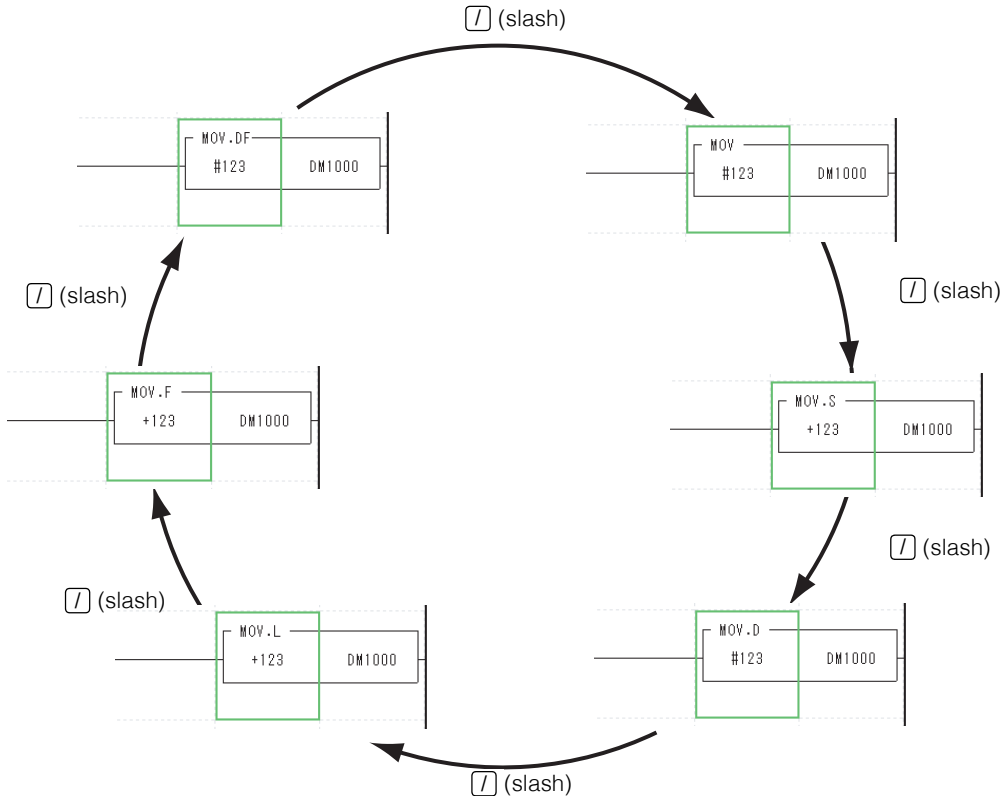 / (slash)
MOV.DF
#123 DM1000
MOV
#123 DM1000
/ (slash)
/ (slash)
MOV.F
+123 DM1000
MOV.S
+123 DM1000
/ (slash)
/ (slash)
MOV.L
+123 DM1000
MOV.D
#123 DM1000
/ (slash)